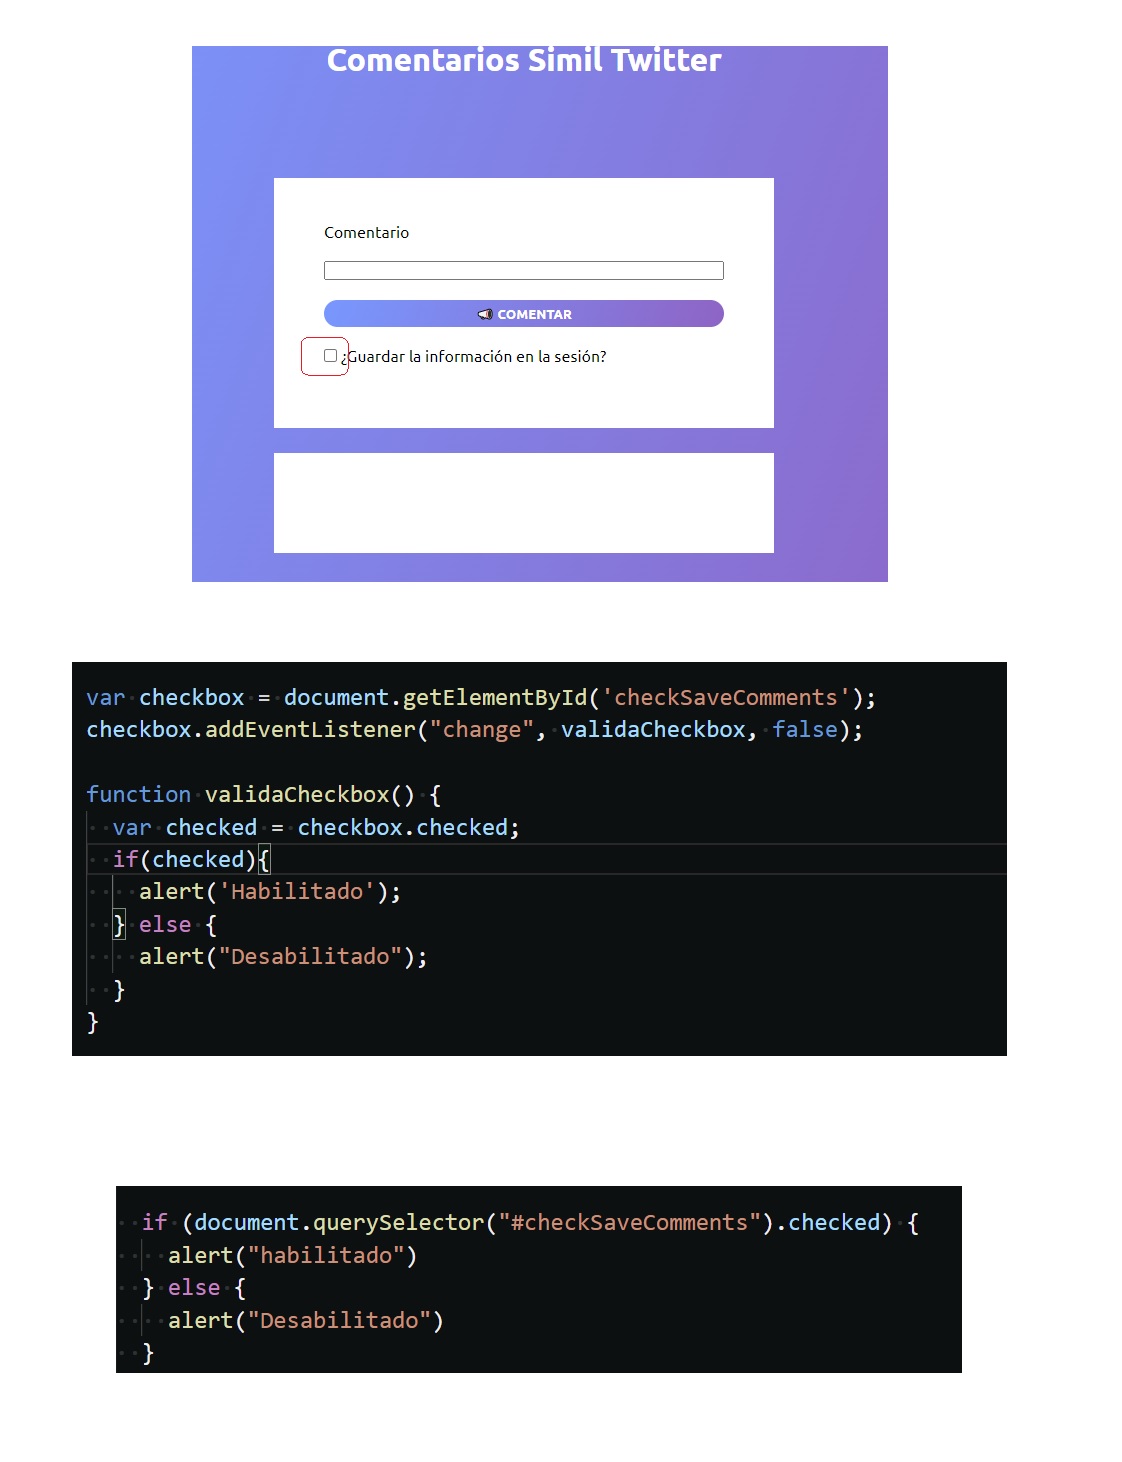 Comentarios Simil Twitter
Comentario
📢 COMENTAR
¿Guardar la información en la sesión?
var checkbox = document.getElementById('checkSaveComments');
checkbox.addEventListener("change", validaCheckbox, false);
function validaCheckbox() {
var checked = checkbox.checked;
if(checked){
alert('Habilitado');
} else {
alert("Desabilitado");
}
}
if (document.querySelector("#checkSaveComments").checked) {
alert("habilitado")
} else {
alert("Desabilitado")
}